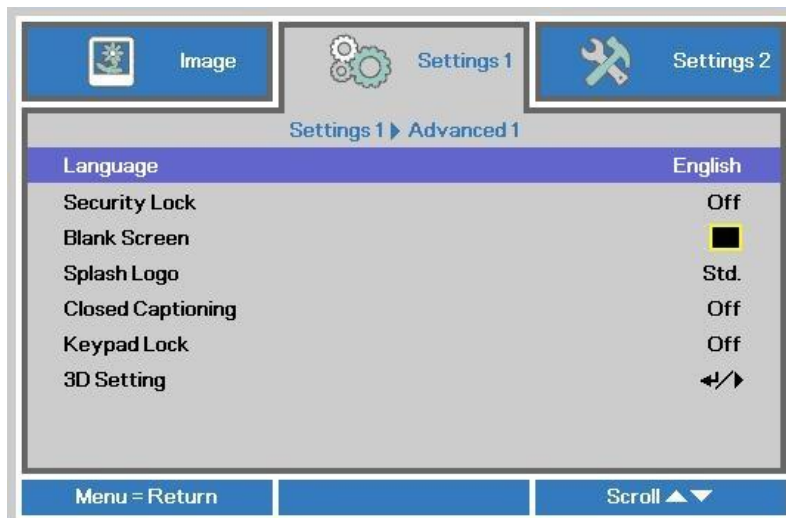 Image Settings 1 Settings 2
Settings 1 ▶ Advanced 1
Language English
Security Lock Off
Blank Screen
Splash Logo Std.
Closed Captioning Off
Keypad Lock Off
3D Setting ↵/▶
Menu = Return Scroll ▲▼